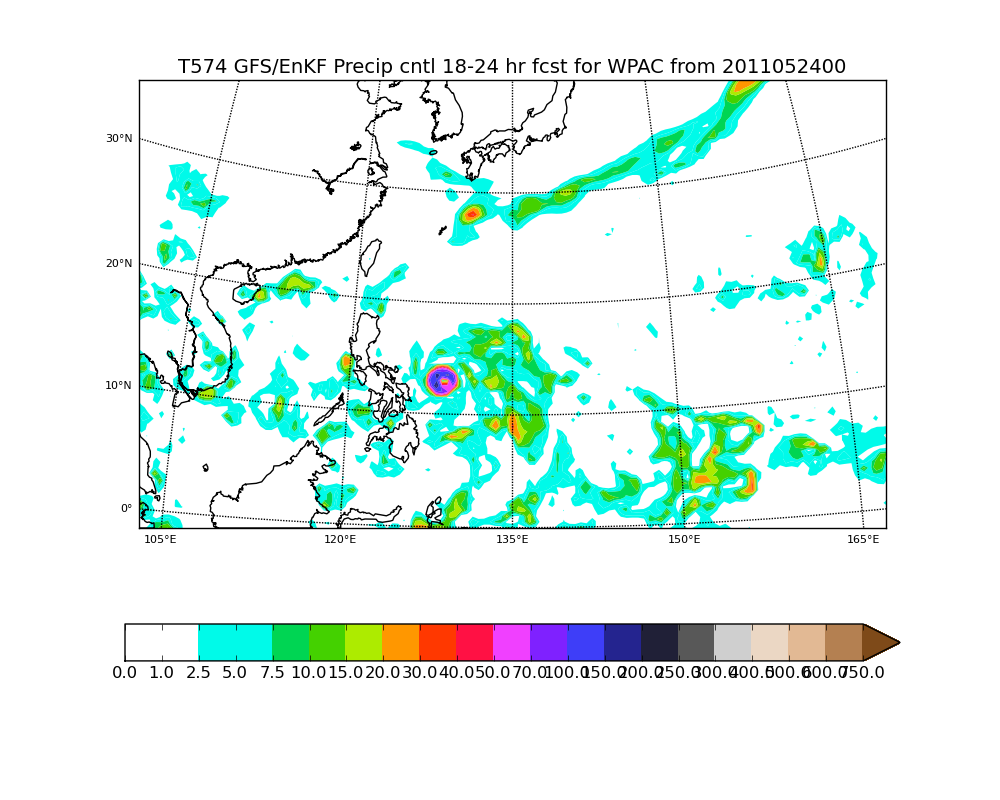 T574 GFS/EnKF Precip cntl 18-24 hr fcst for WPAC from 2011052400
30°N
20°N
10°N
0°
105°E 120°E 135°E 150°E 165°E
0.0 1.0 2.5 5.0 7.5 10.0 15.0 20.0 30.0 40.0 50.0 70.0 100.0 150.0 200.0 250.0 300.0 400.0 500.0 600.0 750.0